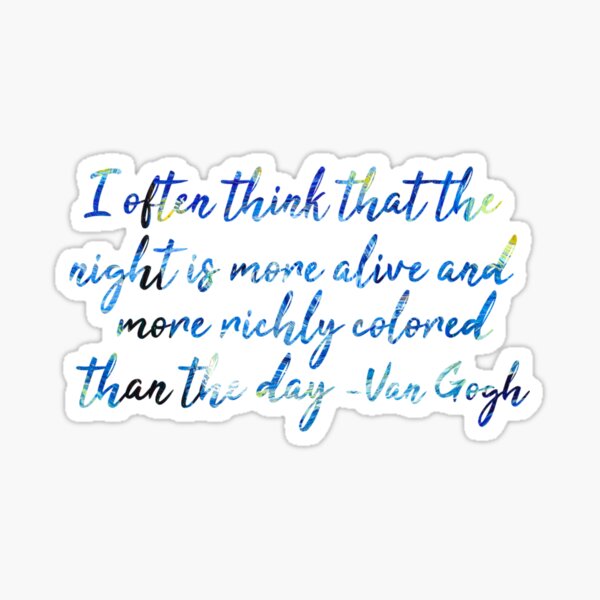 I often think that the
night is more alive and
more richly colored
than the day -Van Gogh